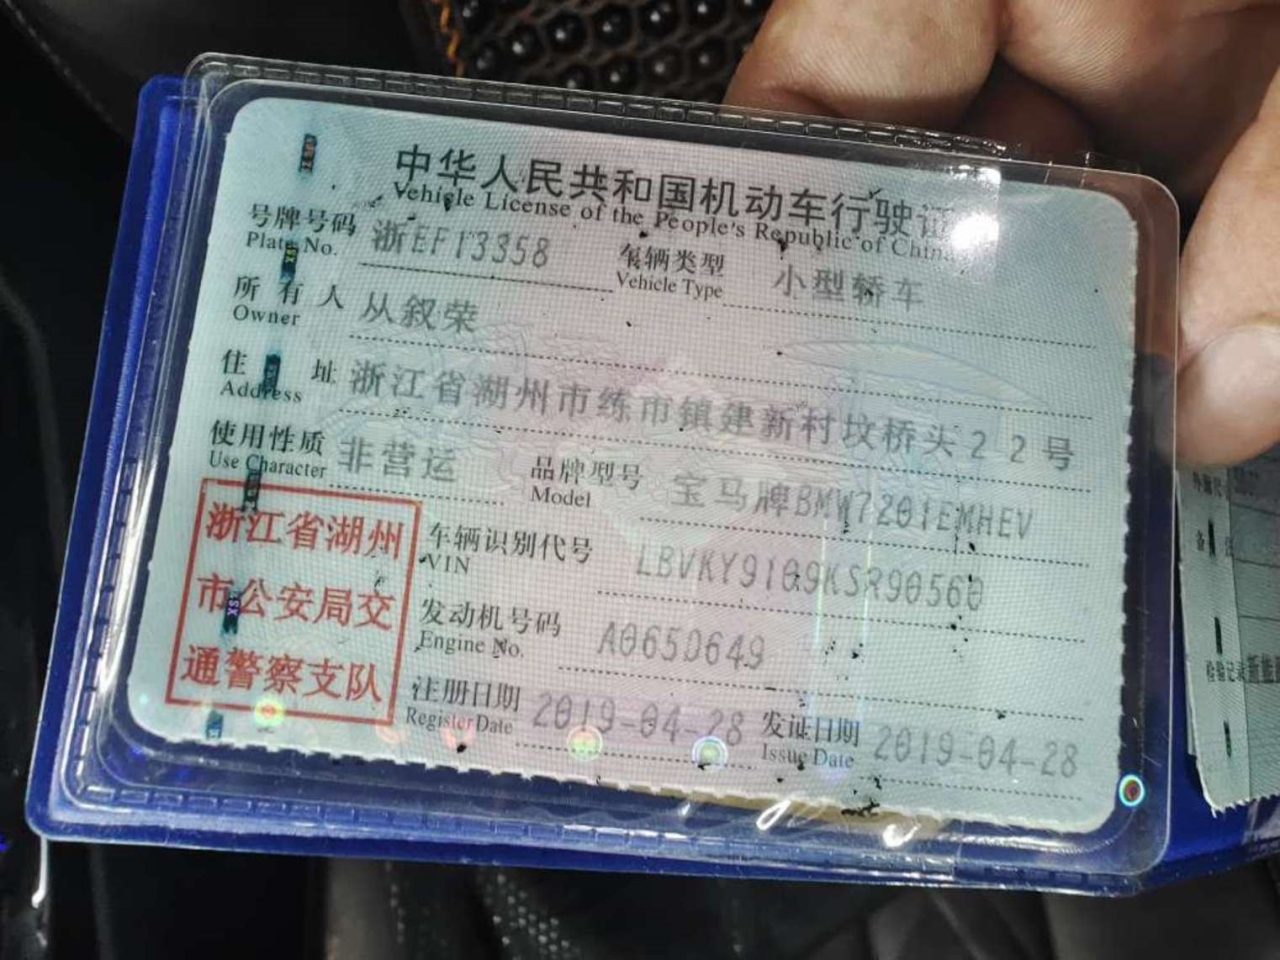 中华人民共和国机动车行驶证
Vehicle License of the People's Republic of China
号牌号码 浙EF13358 车辆类型 小型轿车
Plate No. Vehicle Type
所有人 从叙荣
Owner
住址 浙江省湖州市练市镇建新村坟桥头22号
Address
使用性质 非营运 品牌型号 宝马牌BMW7201EMHEV
Use Character Model
浙江省湖州
市公安局交
通警察支队
车辆识别代号 LBVKY9109KSR90560
VIN
发动机号码 A0650649
Engine No.
注册日期 2019-04-28 发证日期 2019-04-28
Register Date Issue Date
检验记录